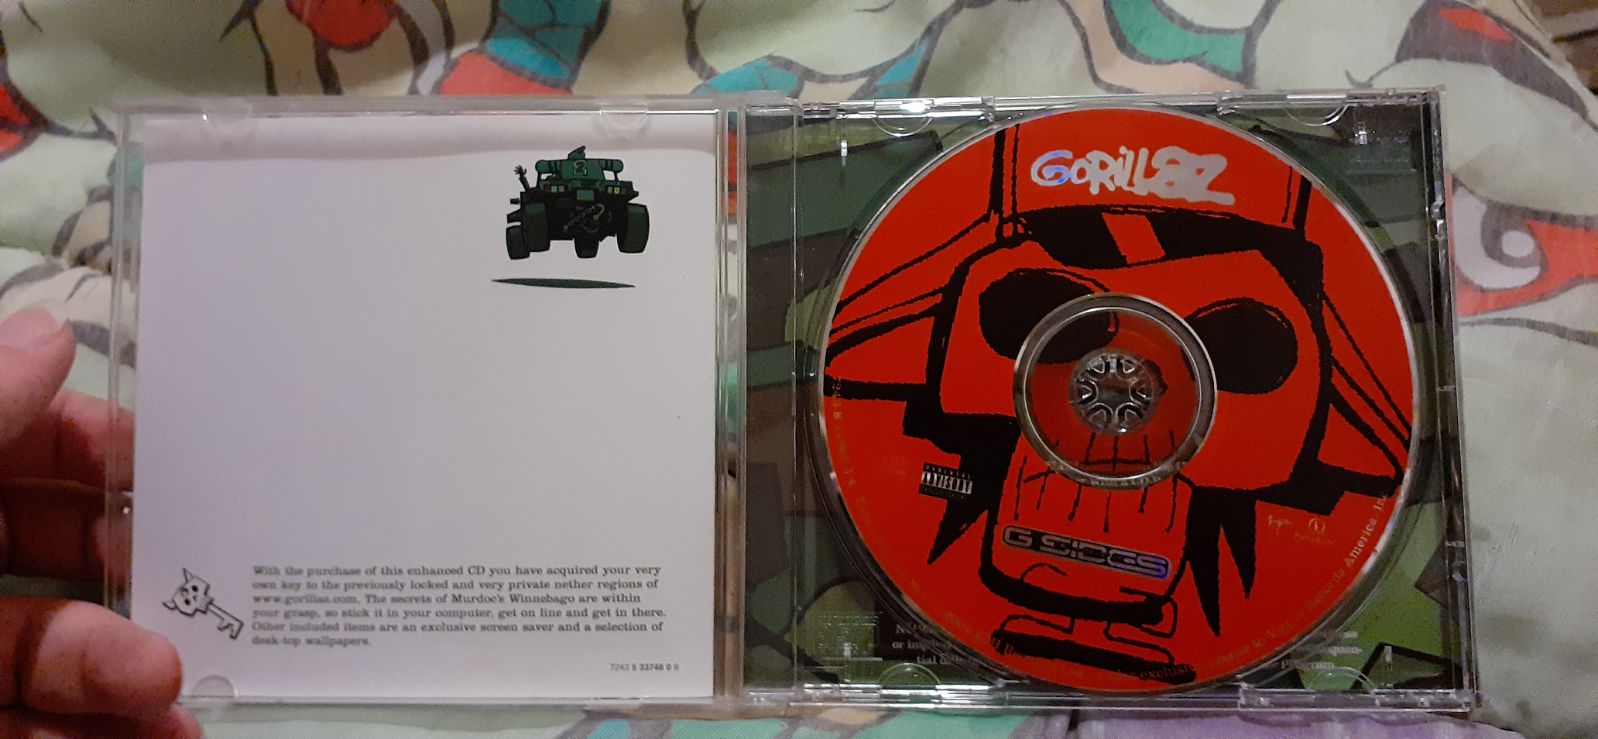 With the purchase of this enhanced CD you have acquired your very
own key to the previously locked and very private nether regions of
www.gorillaz.com. The secrets of Murdoc's Winnebago are within
your grasp, so stick it in your computer, get on line and get in there.
Other included items are an exclusive screen saver and a selection of
desk-top wallpapers.
7243 5 33748 0 8
GORILLAZ
PARENTAL
ADVISORY
G SIDES
America, Inc.